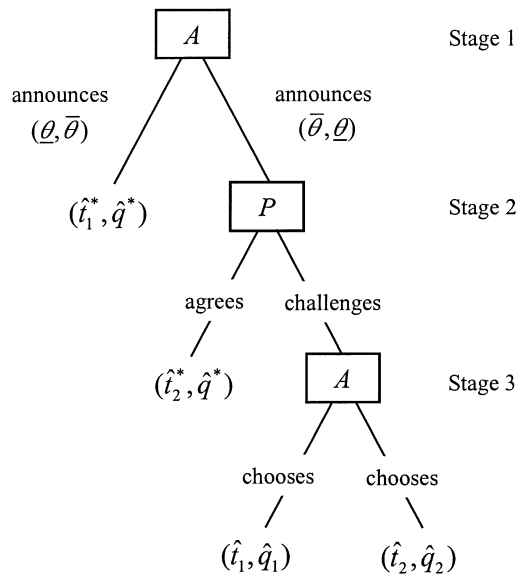 A
Stage 1
announces
(θ̲, θ̄)
announces
(θ̄, θ̲)
(t̂₁*, q̂*)
P
Stage 2
agrees
challenges
(t̂₂*, q̂*)
A
Stage 3
chooses
chooses
(t̂₁, q̂₁)
(t̂₂, q̂₂)